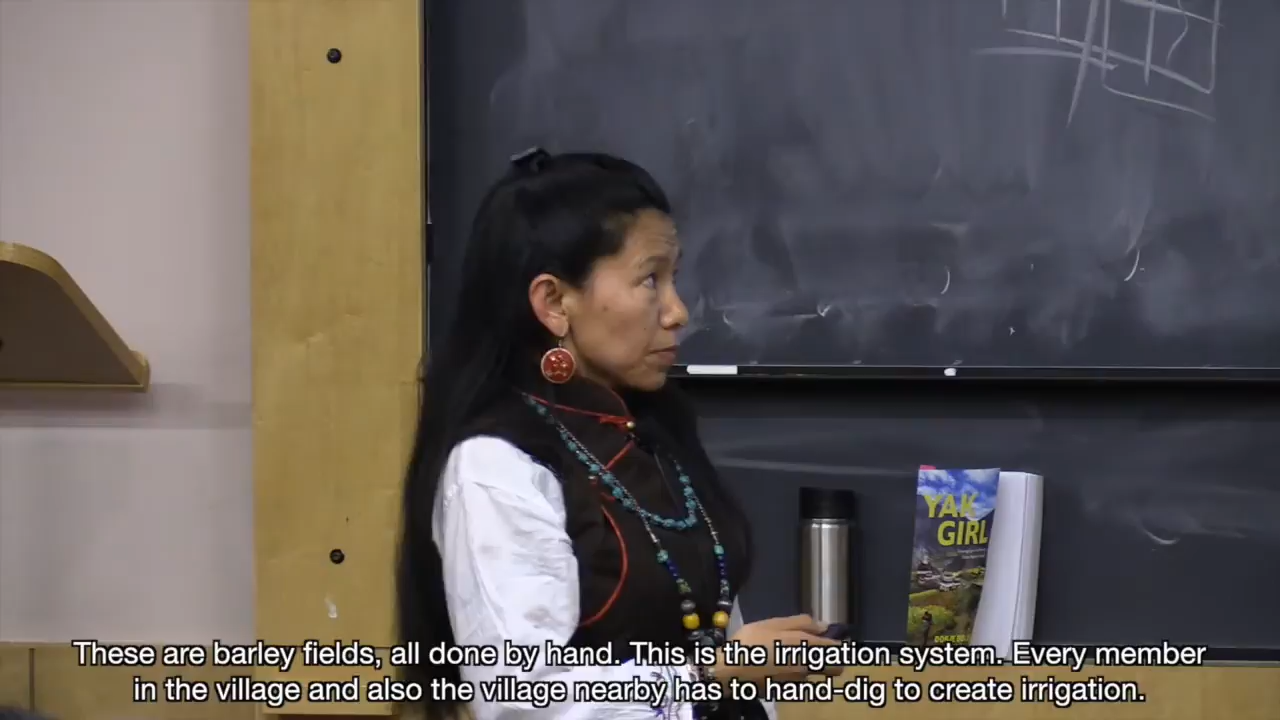 YAK
GIRL
These are barley fields, all done by hand. This is the irrigation system. Every member
in the village and also the village nearby has to hand-dig to create irrigation.